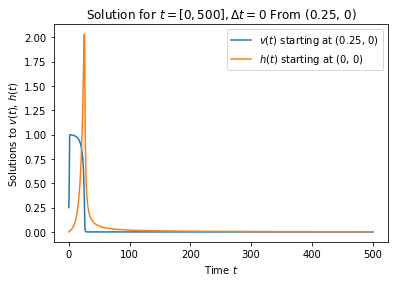 Solution for t = [0, 500], Δt = 0 From (0.25, 0)
v(t) starting at (0.25, 0)
h(t) starting at (0, 0)
Solutions to v(t), h(t)
2.00
1.75
1.50
1.25
1.00
0.75
0.50
0.25
0.00
0 100 200 300 400 500
Time t